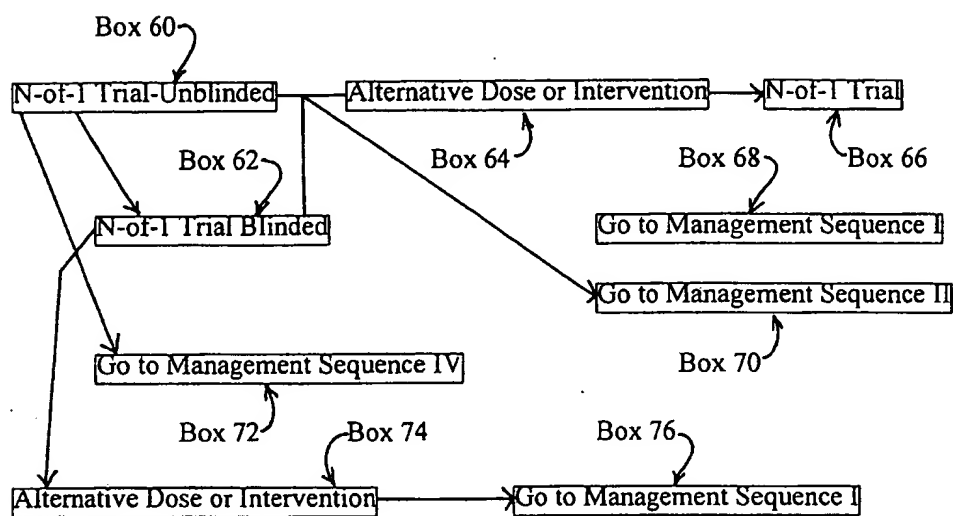 Box 60
N-of-1 Trial-Unblinded
Alternative Dose or Intervention
N-of-1 Trial
Box 62
Box 64
Box 68
Box 66
N-of-1 Trial Blinded
Go to Management Sequence I
Go to Management Sequence II
Go to Management Sequence IV
Box 70
Box 72
Box 74
Box 76
Alternative Dose or Intervention
Go to Management Sequence I